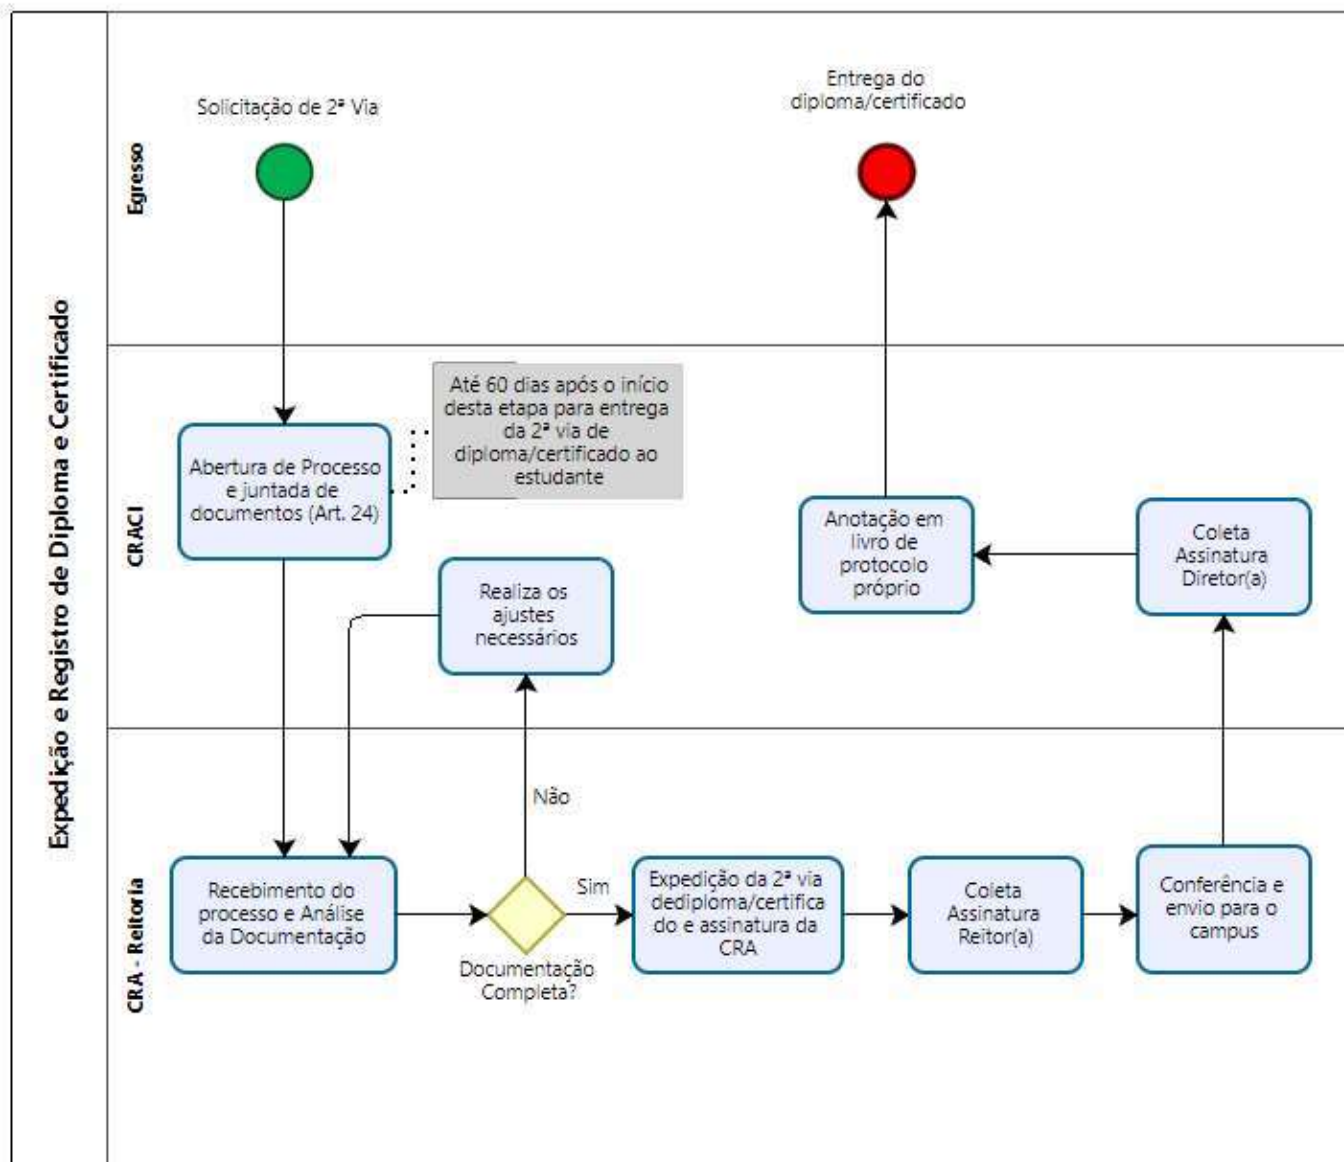 Expedição e Registro de Diploma e Certificado
Egresso
Solicitação de 2ª Via
Entrega do
diploma/certificado
CRACI
Abertura de Processo
e juntada de
documentos (Art. 24)
Até 60 dias após o início
desta etapa para entrega
da 2ª via de
diploma/certificado ao
estudante
Realiza os
ajustes
necessários
Anotação em
livro de
protocolo
próprio
Coleta
Assinatura
Diretor(a)
CRA - Reitoria
Recebimento do
processo e Análise
da Documentação
Não
Documentação
Completa?
Sim
Expedição da 2ª via
dediploma/certifica
do e assinatura da
CRA
Coleta
Assinatura
Reitor(a)
Conferência e
envio para o
campus